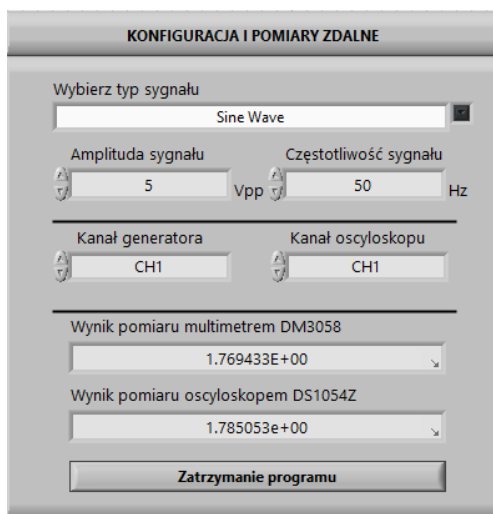 KONFIGURACJA I POMIARY ZDALNE
Wybierz typ sygnału
Sine Wave
Amplituda sygnału Częstotliwość sygnału
5 Vpp 50 Hz
Kanał generatora Kanał oscyloskopu
CH1 CH1
Wynik pomiaru multimetrem DM3058
1.769433E+00
Wynik pomiaru oscyloskopem DS1054Z
1.785053e+00
Zatrzymanie programu